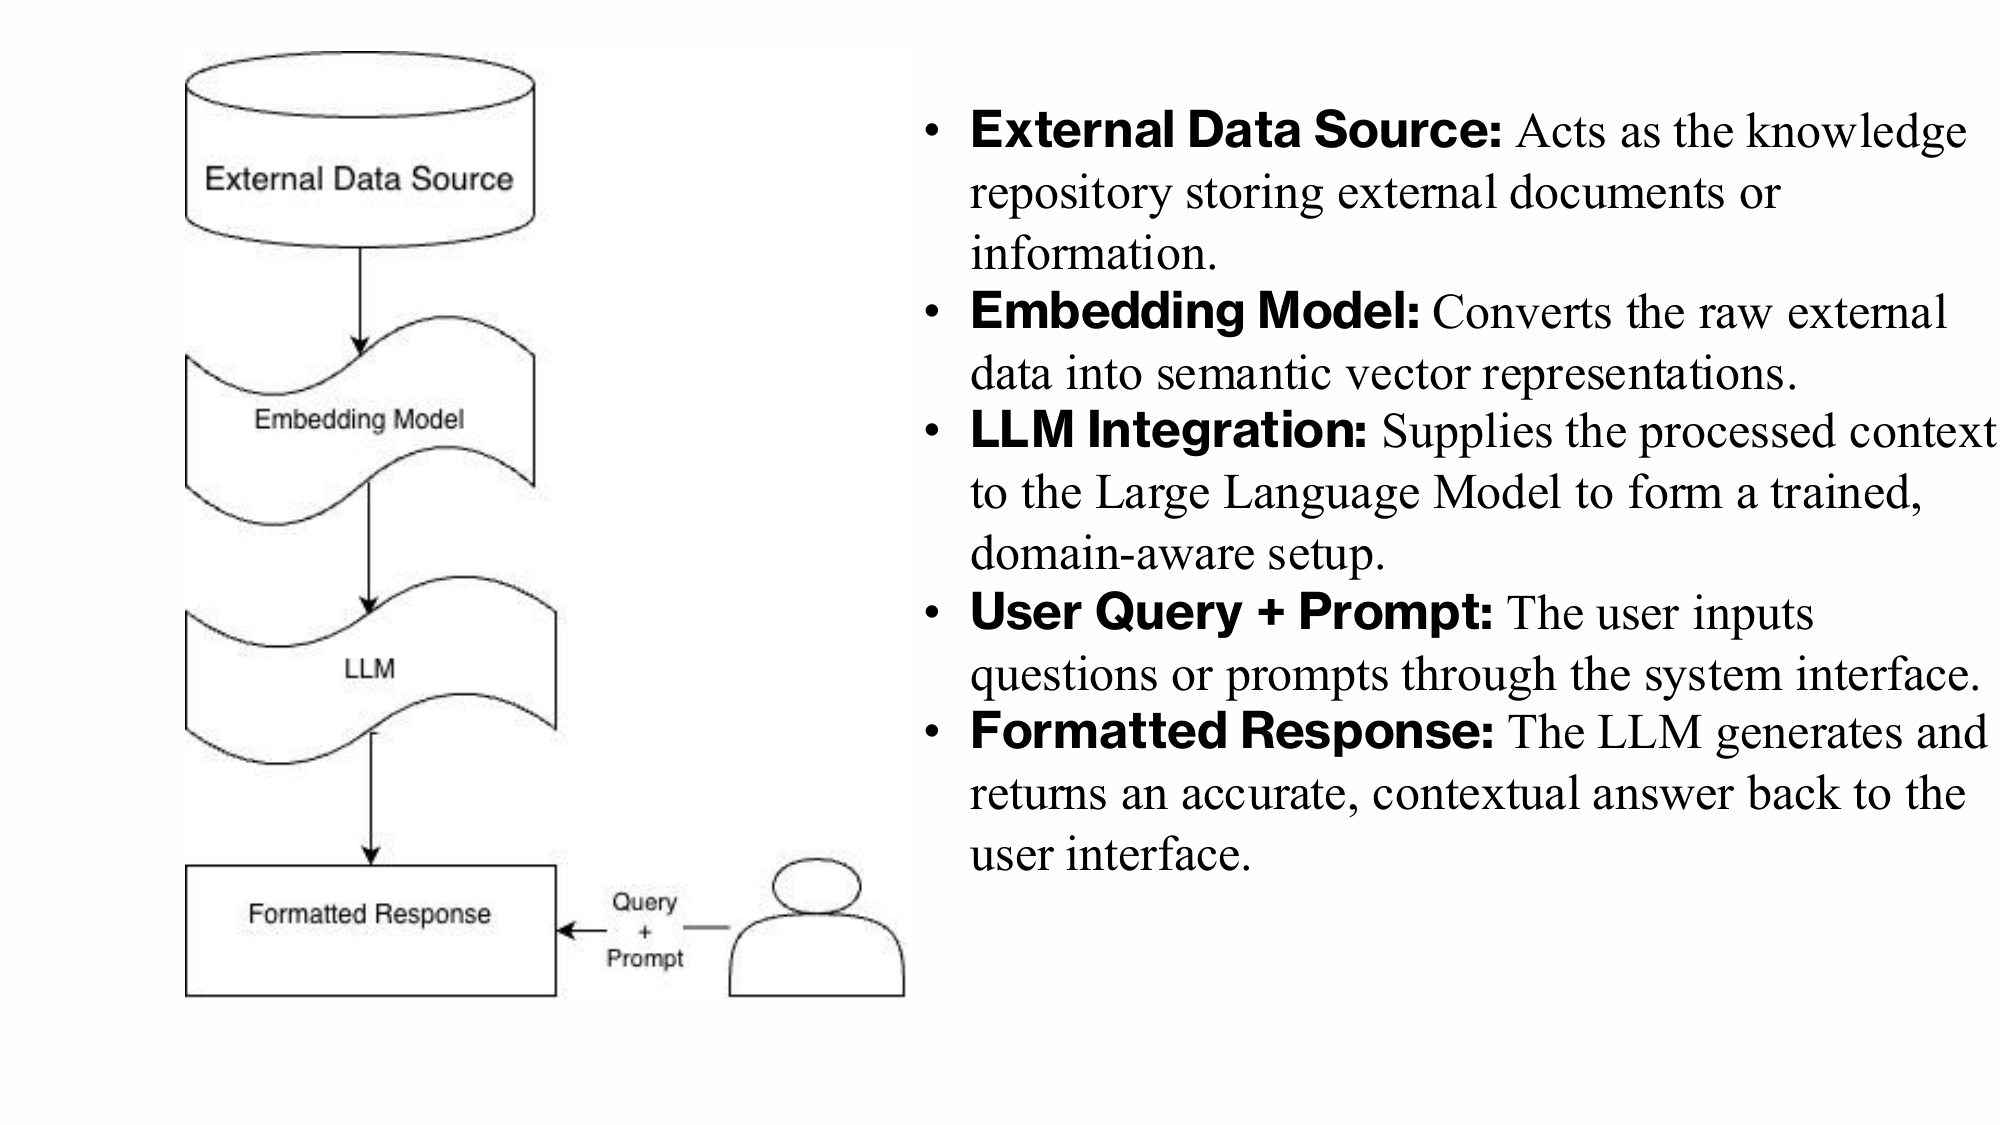 External Data Source
Embedding Model
LLM
Formatted Response
Query
+
Prompt
• External Data Source: Acts as the knowledge
repository storing external documents or
information.
• Embedding Model: Converts the raw external
data into semantic vector representations.
• LLM Integration: Supplies the processed context
to the Large Language Model to form a trained,
domain-aware setup.
• User Query + Prompt: The user inputs
questions or prompts through the system interface.
• Formatted Response: The LLM generates and
returns an accurate, contextual answer back to the
user interface.